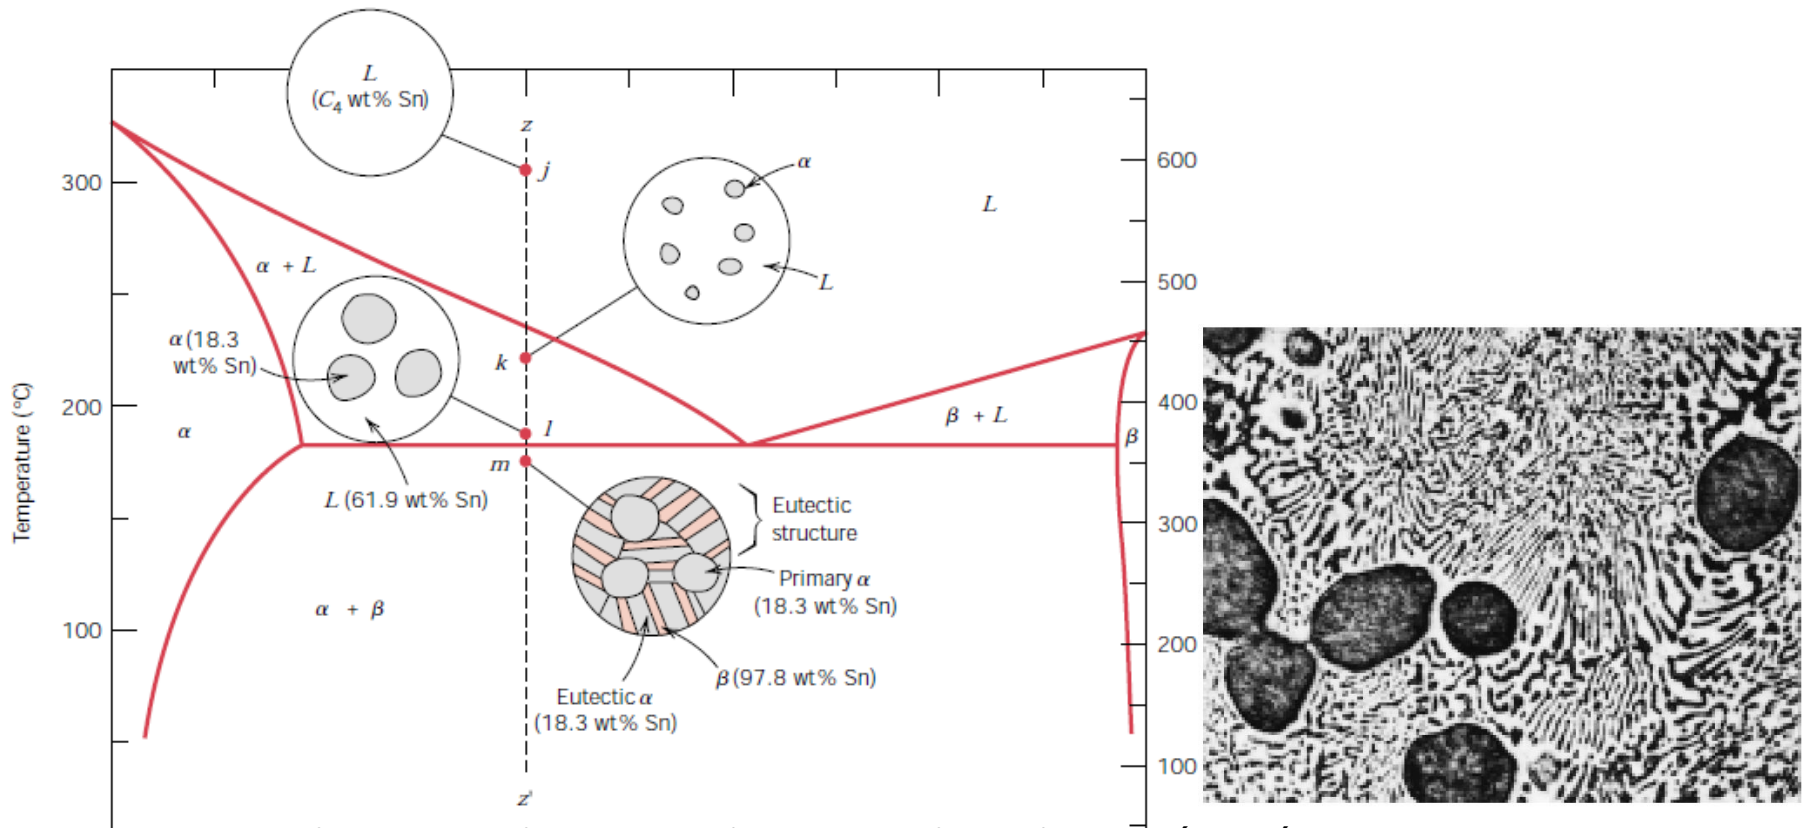 L
(C₄ wt% Sn)
z
j
600
α
300
L
α + L
500
L
α (18.3
wt% Sn)
k
400
200
β + L
α
l
β
m
L (61.9 wt% Sn)
Eutectic
structure
300
Temperature (°C)
Primary α
(18.3 wt% Sn)
α + β
100
200
β (97.8 wt% Sn)
Eutectic α
(18.3 wt% Sn)
100
z'